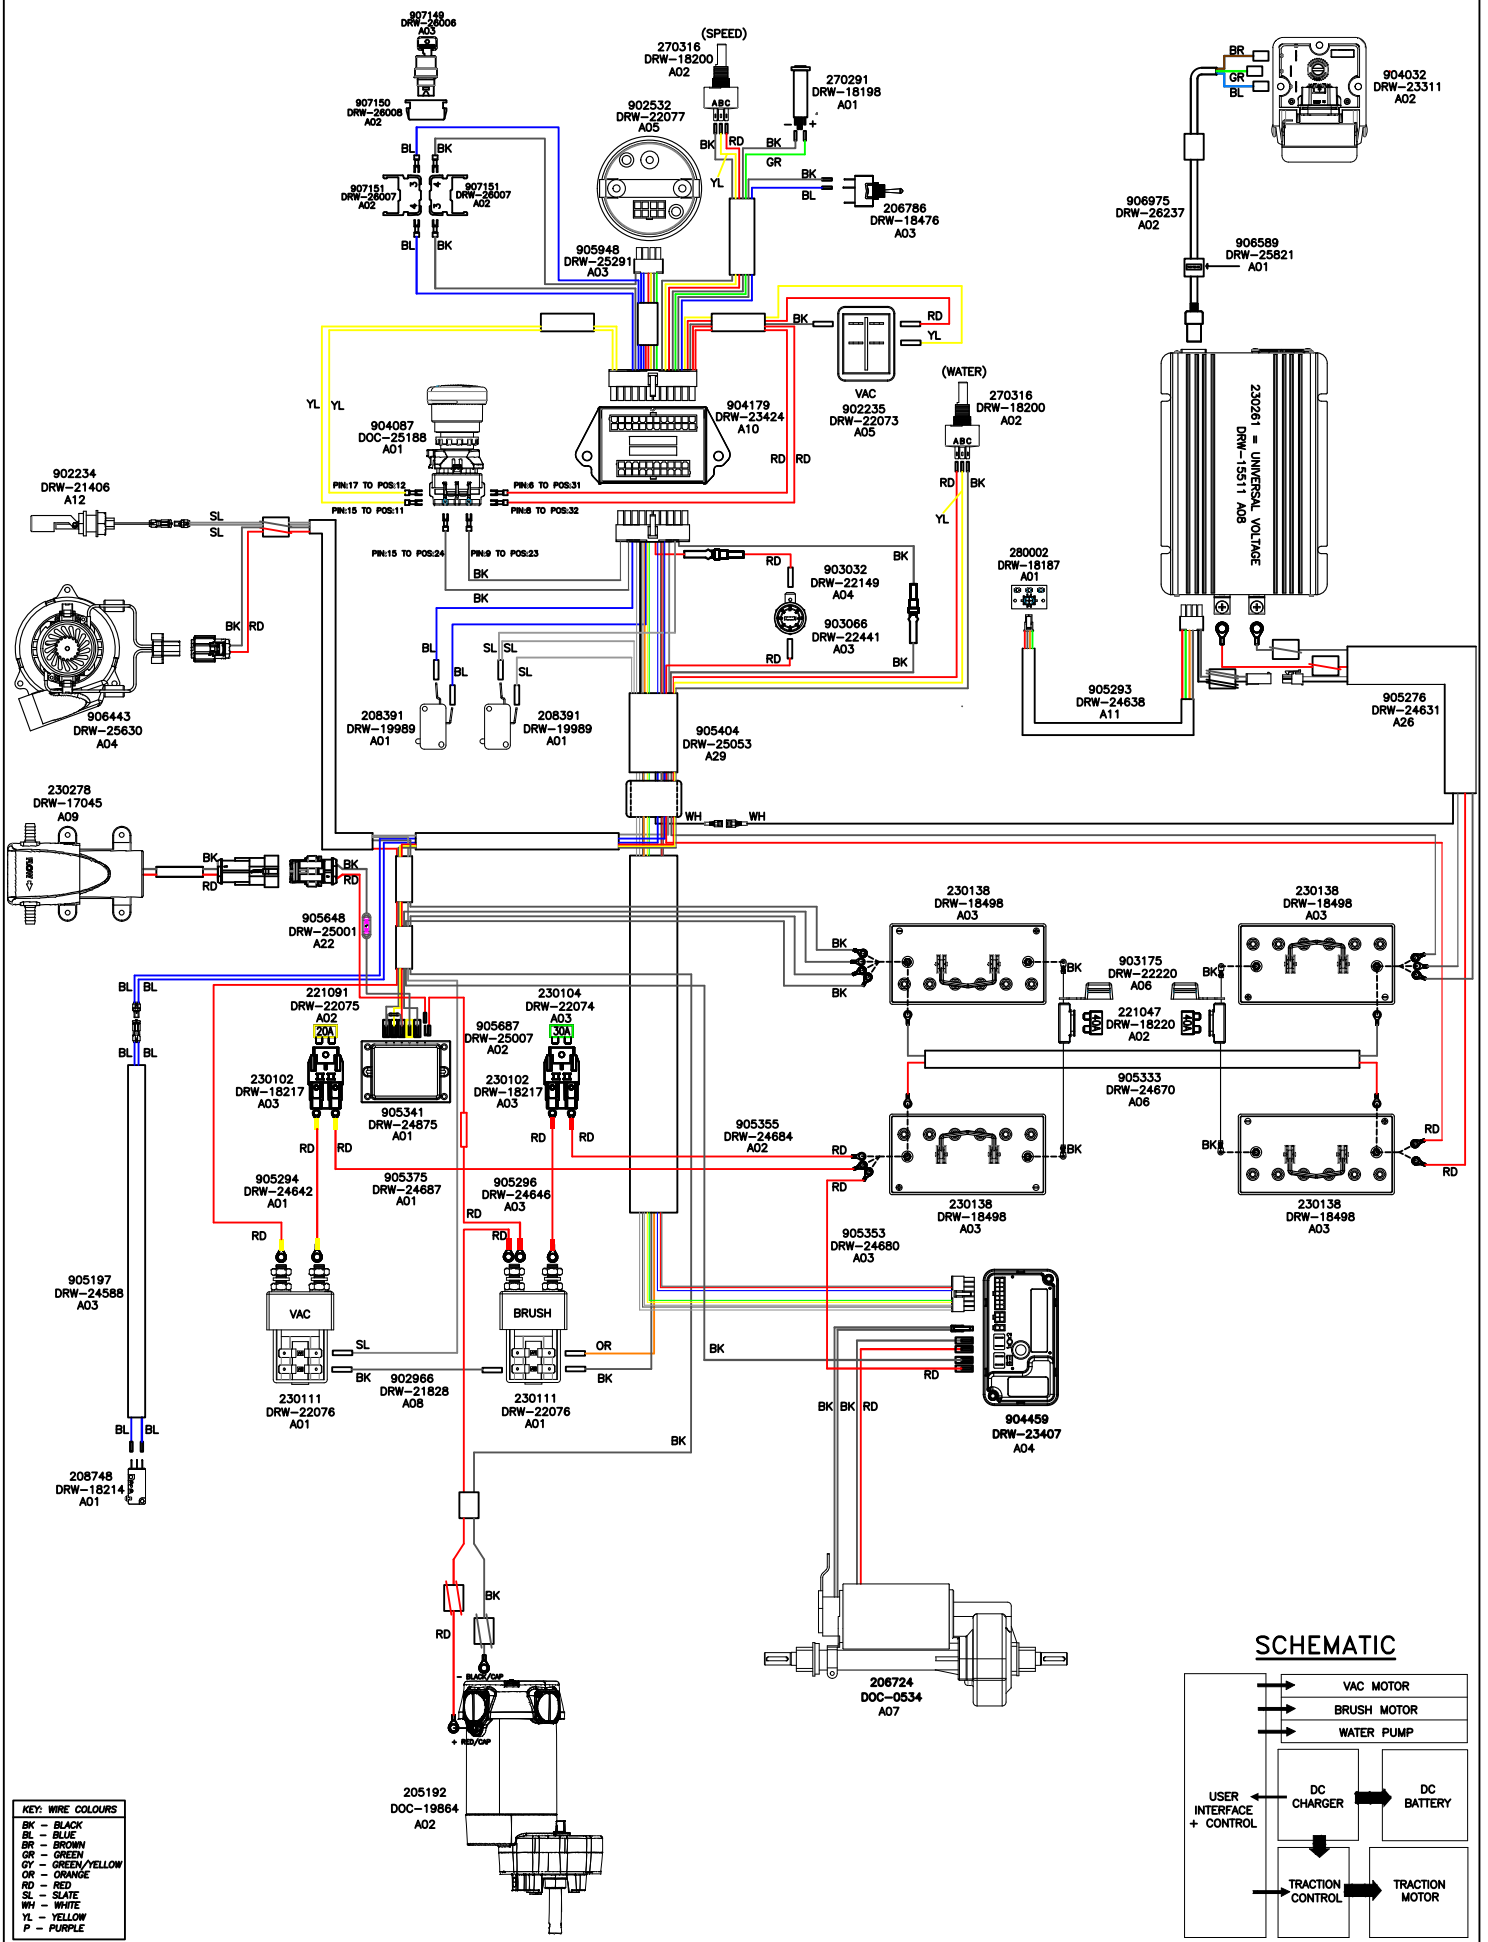 907149
DRW-26006
A03
907150
DRW-26008
A02
BL
BK
907151
DRW-26007
A02
3
4
4
3
907151
DRW-26007
A02
BL
BK
(SPEED)
270316
DRW-18200
A02
ABC
902532
DRW-22077
A05
BK
RD
YL
270291
DRW-18198
A01
- +
BK
GR
BK
BL
206786
DRW-18476
A03
BR
GR
BL
904032
DRW-23311
A02
906975
DRW-26237
A02
906589
DRW-25821
A01
905948
DRW-25291
A03
BK
RD
YL
VAC
902235
DRW-22073
A05
(WATER)
270316
DRW-18200
A02
ABC
RD
BK
YL
230261 = UNIVERSAL VOLTAGE
DRW-15511 A08
YL
YL
904087
DOC-25188
A01
904179
DRW-23424
A10
RD
RD
PIN:17 TO POS:12
PIN:6 TO POS:31
PIN:15 TO POS:11
PIN:8 TO POS:32
PIN:15 TO POS:24
PIN:9 TO POS:23
BK
BK
902234
DRW-21406
A12
SL
SL
BK
RD
906443
DRW-25630
A04
RD
903032
DRW-22149
A04
903066
DRW-22441
A03
RD
BK
BK
280002
DRW-18187
A01
BL
BL
SL
SL
SL
208391
DRW-19989
A01
208391
DRW-19989
A01
905404
DRW-25053
A29
905293
DRW-24638
A11
905276
DRW-24631
A26
230278
DRW-17045
A09
FLOW
BK
RD
BK
RD
WH
WH
905648
DRW-25001
A22
230138
DRW-18498
A03
230138
DRW-18498
A03
BK
BK
BK
BK
903175
DRW-22220
A06
221047
DRW-18220
A02
40A
40A
BL
BL
221091
DRW-22075
A02
20A
230104
DRW-22074
A03
30A
905687
DRW-25007
A02
BL
BL
230102
DRW-18217
A03
230102
DRW-18217
A03
905341
DRW-24875
A01
905333
DRW-24670
A06
RD
RD
RD
RD
905355
DRW-24684
A02
RD
RD
BK
BK
RD
RD
905294
DRW-24642
A01
905375
DRW-24687
A01
905296
DRW-24646
A03
230138
DRW-18498
A03
230138
DRW-18498
A03
RD
RD
RD
905353
DRW-24680
A03
905197
DRW-24588
A03
VAC
BRUSH
SL
BK
OR
BK
902966
DRW-21828
A08
230111
DRW-22076
A01
230111
DRW-22076
A01
BK
RD
904459
DRW-23407
A04
BK
BK
RD
BK
BL
BL
208748
DRW-18214
A01
BK
RD
- BLACK/CAP
+ RED/CAP
206724
DOC-0534
A07
205192
DOC-19864
A02
SCHEMATIC
VAC MOTOR
BRUSH MOTOR
WATER PUMP
USER
INTERFACE
+ CONTROL
DC
CHARGER
DC
BATTERY
TRACTION
CONTROL
TRACTION
MOTOR
KEY: WIRE COLOURS
BK - BLACK
BL - BLUE
BR - BROWN
GR - GREEN
GY - GREEN/YELLOW
OR - ORANGE
RD - RED
SL - SLATE
WH - WHITE
YL - YELLOW
P - PURPLE